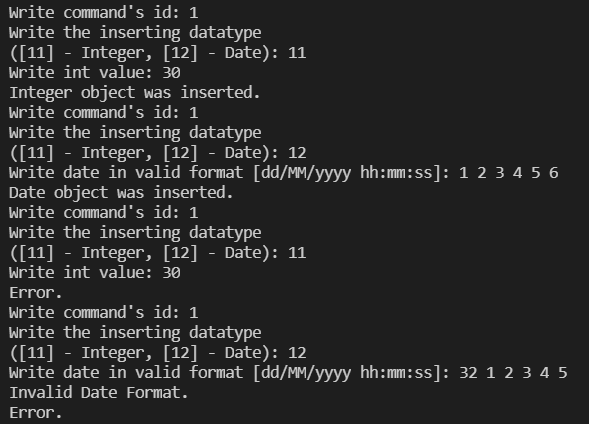 Write command's id: 1
Write the inserting datatype
([11] - Integer, [12] - Date): 11
Write int value: 30
Integer object was inserted.
Write command's id: 1
Write the inserting datatype
([11] - Integer, [12] - Date): 12
Write date in valid format [dd/MM/yyyy hh:mm:ss]: 1 2 3 4 5 6
Date object was inserted.
Write command's id: 1
Write the inserting datatype
([11] - Integer, [12] - Date): 11
Write int value: 30
Error.
Write command's id: 1
Write the inserting datatype
([11] - Integer, [12] - Date): 12
Write date in valid format [dd/MM/yyyy hh:mm:ss]: 32 1 2 3 4 5
Invalid Date Format.
Error.